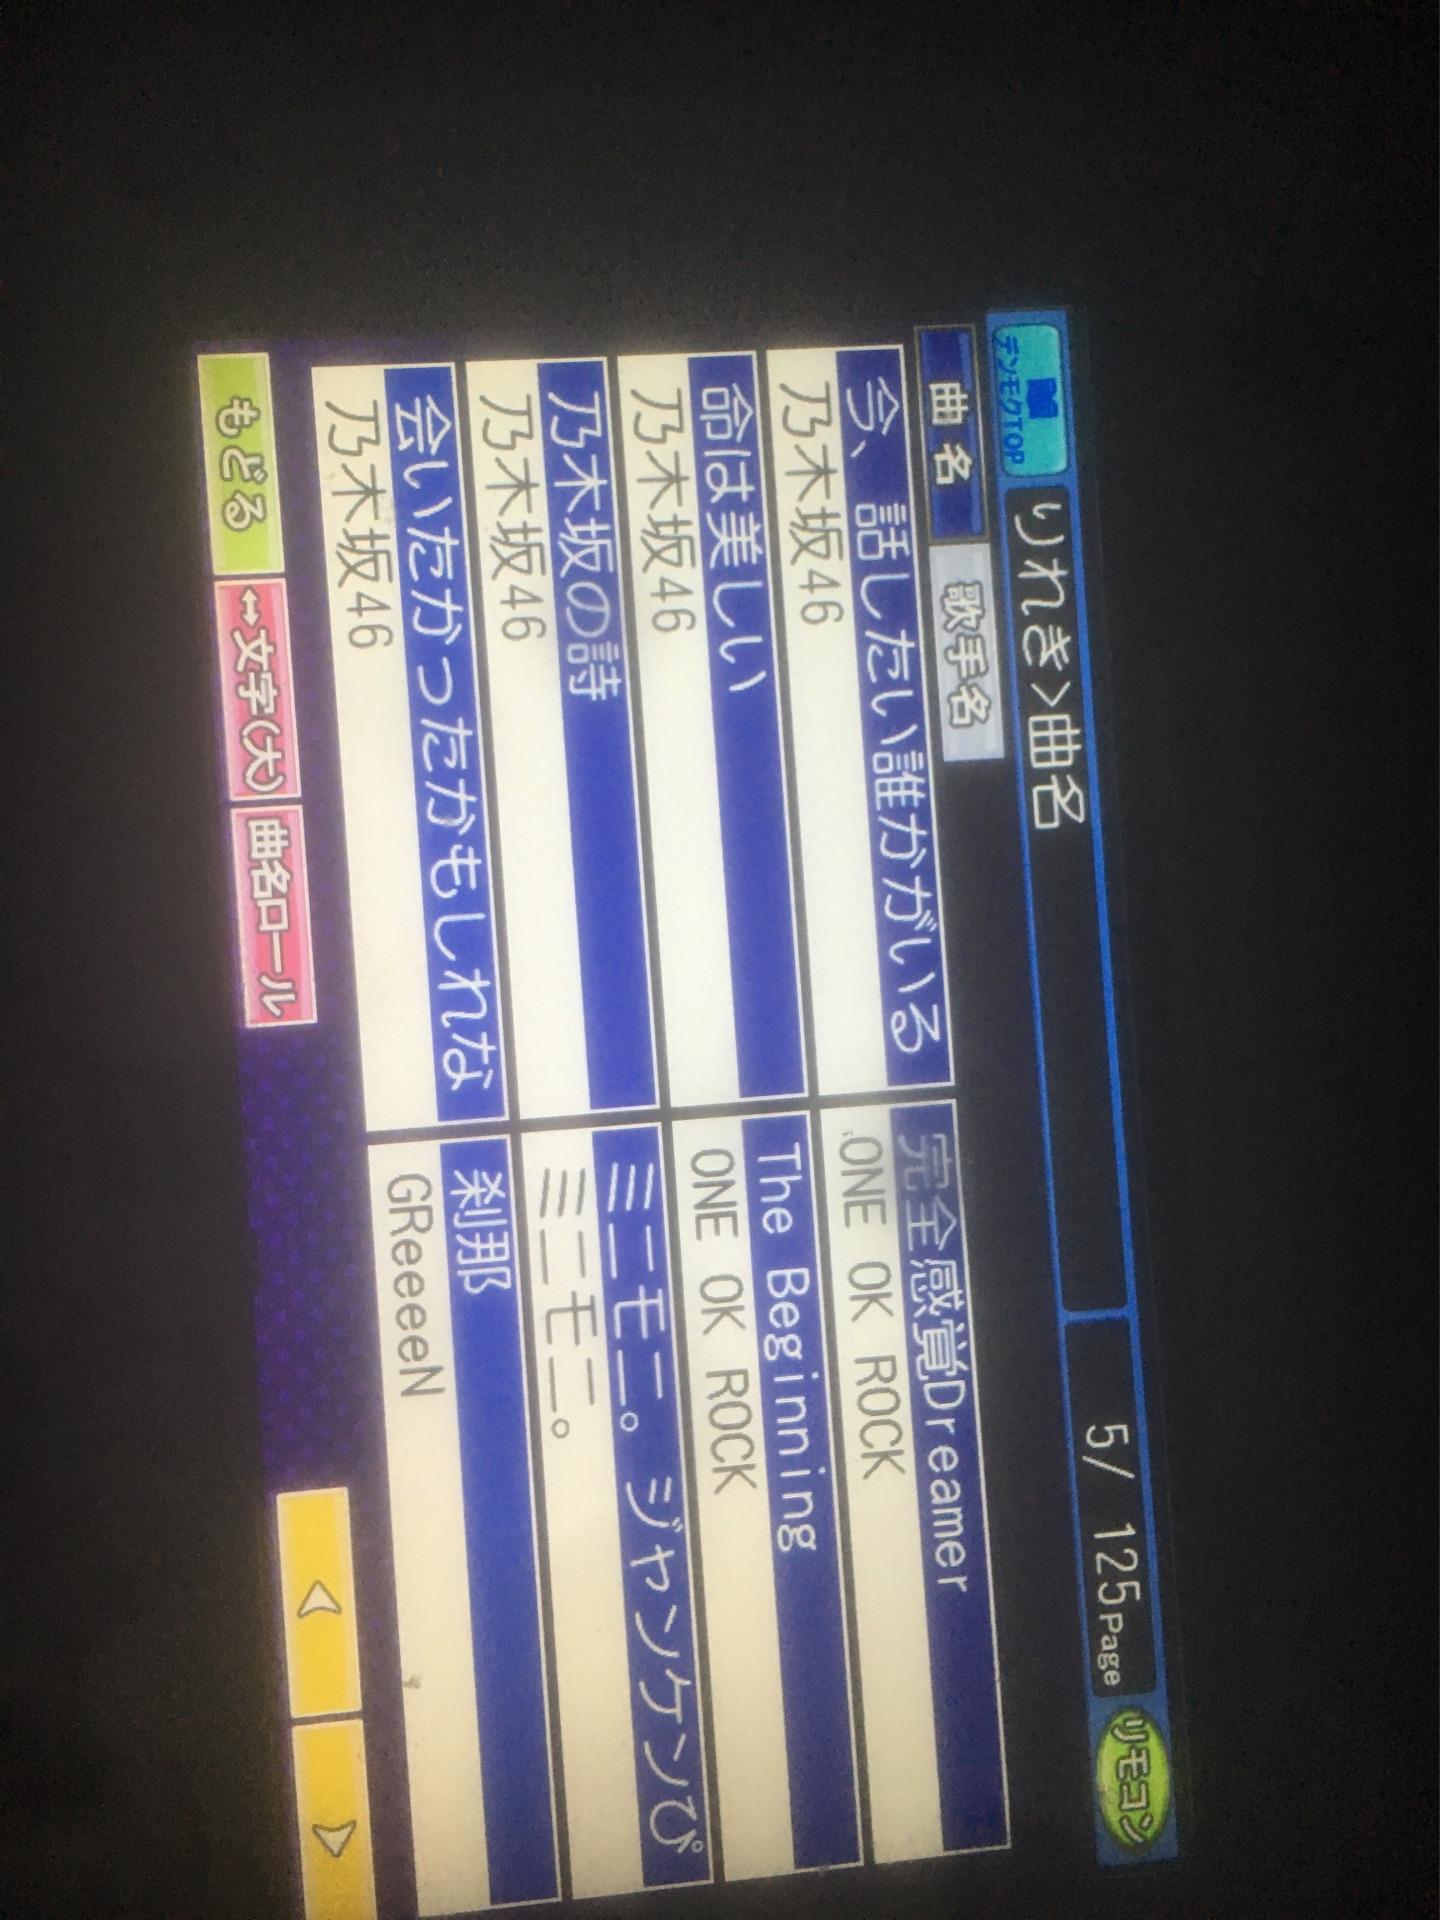 デンモクTOP
りれき>曲名
5/ 125Page
リモコン
曲名
歌手名
今、話したい誰かがいる
乃木坂46
命は美しい
乃木坂46
乃木坂の詩
乃木坂46
会いたかったかもしれな
乃木坂46
完全感覚Dreamer
ONE OK ROCK
The Beginning
ONE OK ROCK
ミニモニ。ジャンケンぴ
ミニモニ。
刹那
GReeeeN
もどる
↔文字(大)
曲名ロール